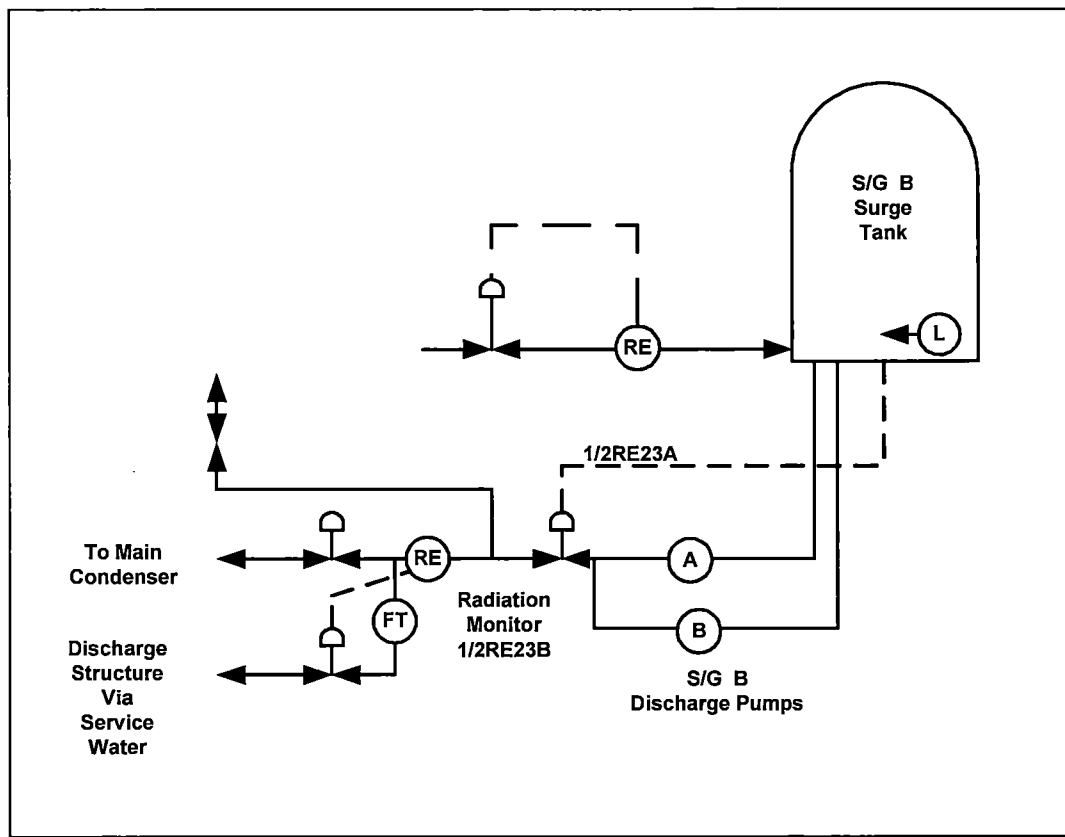 S/G B
Surge
Tank
L
RE
1/2RE23A
To Main
Condenser
RE
A
Radiation
Monitor
1/2RE23B
FT
B
Discharge
Structure
Via
Service
Water
S/G B
Discharge Pumps